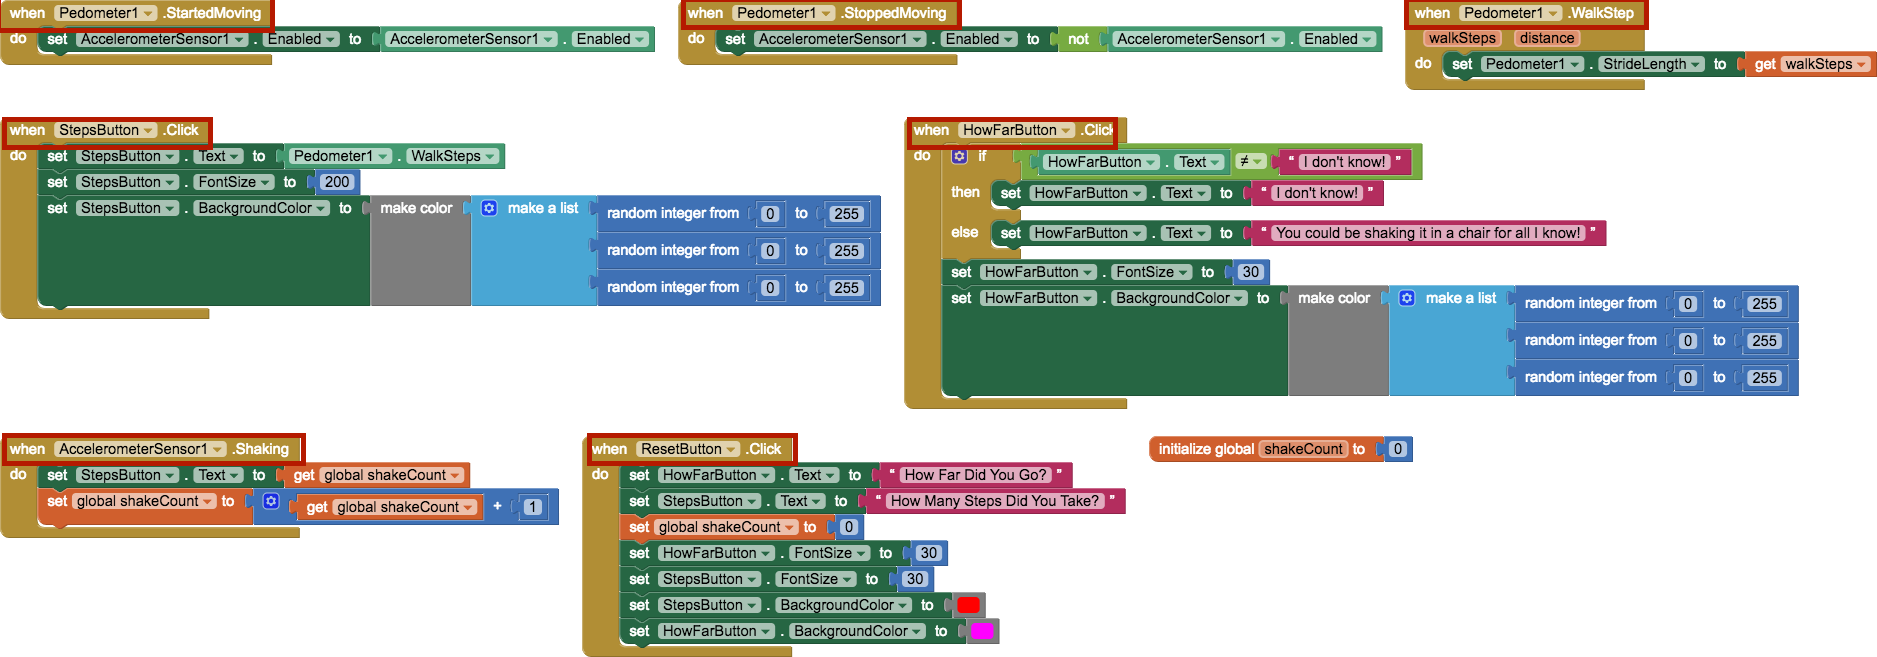 when Pedometer1 .StartedMoving
do set AccelerometerSensor1 . Enabled to AccelerometerSensor1 . Enabled
when Pedometer1 .StoppedMoving
do set AccelerometerSensor1 . Enabled to not AccelerometerSensor1 . Enabled
when Pedometer1 .WalkStep
walkSteps distance
do set Pedometer1 . StrideLength to get walkSteps
when StepsButton .Click
do set StepsButton . Text to Pedometer1 . WalkSteps
set StepsButton . FontSize to 200
set StepsButton . BackgroundColor to make color make a list random integer from 0 to 255
random integer from 0 to 255
random integer from 0 to 255
when HowFarButton .Click
do if HowFarButton . Text ≠ " I don't know! "
then set HowFarButton . Text to " I don't know! "
else set HowFarButton . Text to " You could be shaking it in a chair for all I know! "
set HowFarButton . FontSize to 30
set HowFarButton . BackgroundColor to make color make a list random integer from 0 to 255
random integer from 0 to 255
random integer from 0 to 255
when AccelerometerSensor1 .Shaking
do set StepsButton . Text to get global shakeCount
set global shakeCount to get global shakeCount + 1
when ResetButton .Click
do set HowFarButton . Text to " How Far Did You Go? "
set StepsButton . Text to " How Many Steps Did You Take? "
set global shakeCount to 0
set HowFarButton . FontSize to 30
set StepsButton . FontSize to 30
set StepsButton . BackgroundColor to
set HowFarButton . BackgroundColor to
initialize global shakeCount to 0